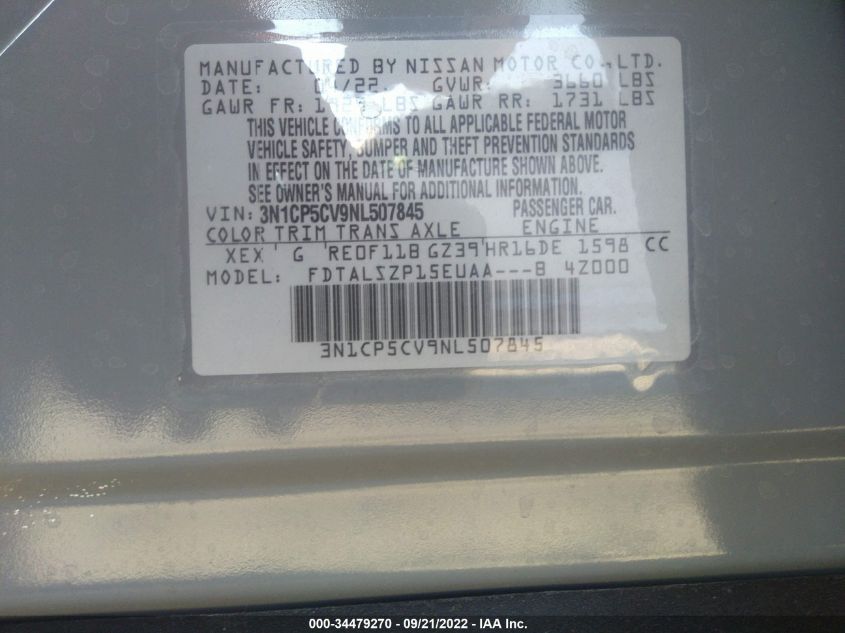 MANUFACTURED BY NISSAN MOTOR CO.,LTD.
DATE: /22 GVWR: 3660 LBS
GAWR FR: LBS GAWR RR: 1731 LBS
THIS VEHICLE CONFORMS TO ALL APPLICABLE FEDERAL MOTOR
VEHICLE SAFETY, BUMPER AND THEFT PREVENTION STANDARDS
IN EFFECT ON THE DATE OF MANUFACTURE SHOWN ABOVE.
SEE OWNER'S MANUAL FOR ADDITIONAL INFORMATION.
VIN: 3N1CP5CV9NL507845 PASSENGER CAR.
COLOR TRIM TRANS AXLE ENGINE
XEX G RE0F11B GZ39 HR16DE 1598 CC
MODEL: FDTALSZP15EUAA---B 4Z000
3N1CP5CV9NL507845
000-34479270 - 09/21/2022 - IAA Inc.